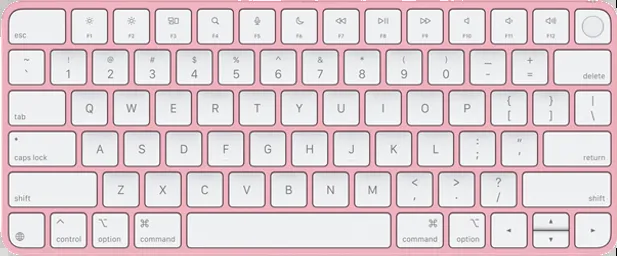 esc F1 F2 F3 F4 F5 F6 F7 F8 F9 F10 F11 F12
~ ! @ # $ % ^ & * ( ) _ +
` 1 2 3 4 5 6 7 8 9 0 - = delete
tab Q W E R T Y U I O P { [ } ] | \
caps lock A S D F G H J K L : ; " ' return
shift Z X C V B N M < , > . ? / shift
control option ⌘ command ⌘ command option